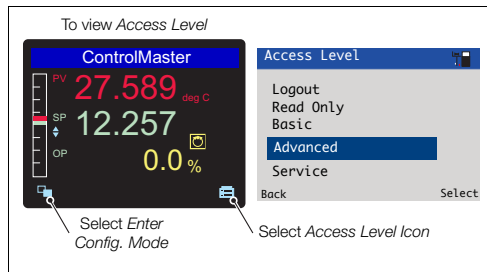 To view Access Level
ControlMaster
PV 27.589 deg C
SP 12.257
OP 0.0 %
Select Enter
Config. Mode
Select Access Level Icon
Access Level
Logout
Read Only
Basic
Advanced
Service
Back Select